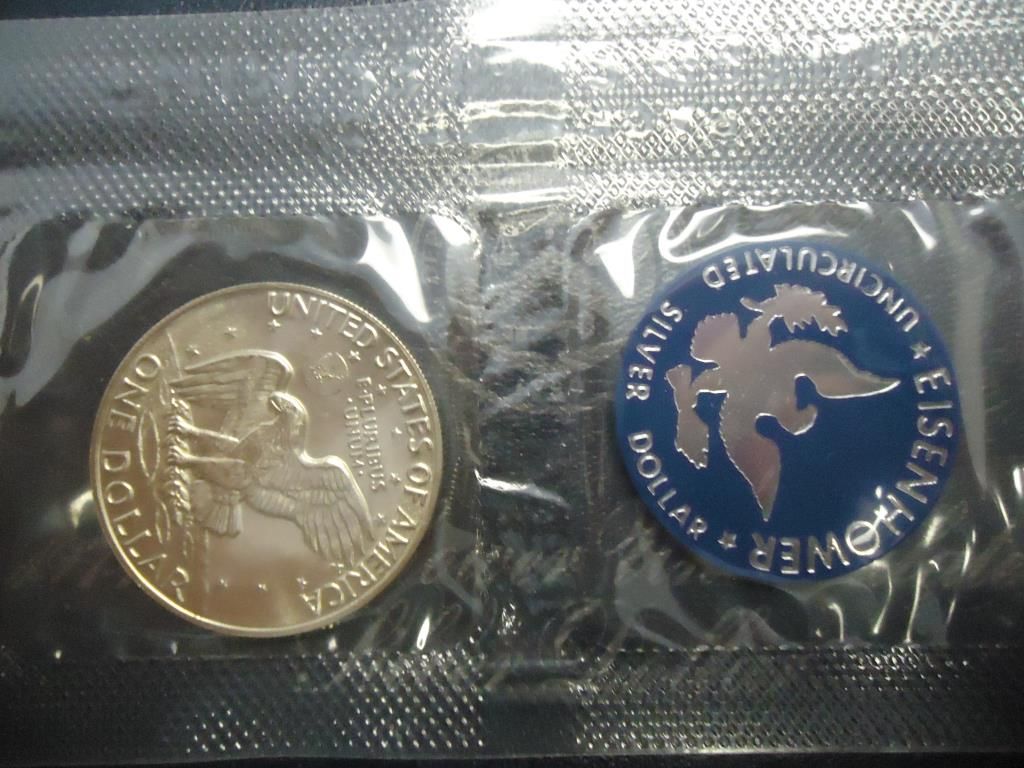 UNITED STATES OF AMERICA
E·PLURIBUS
UNUM
ONE DOLLAR
★ EISENHOWER ★
UNCIRCULATED
SILVER DOLLAR